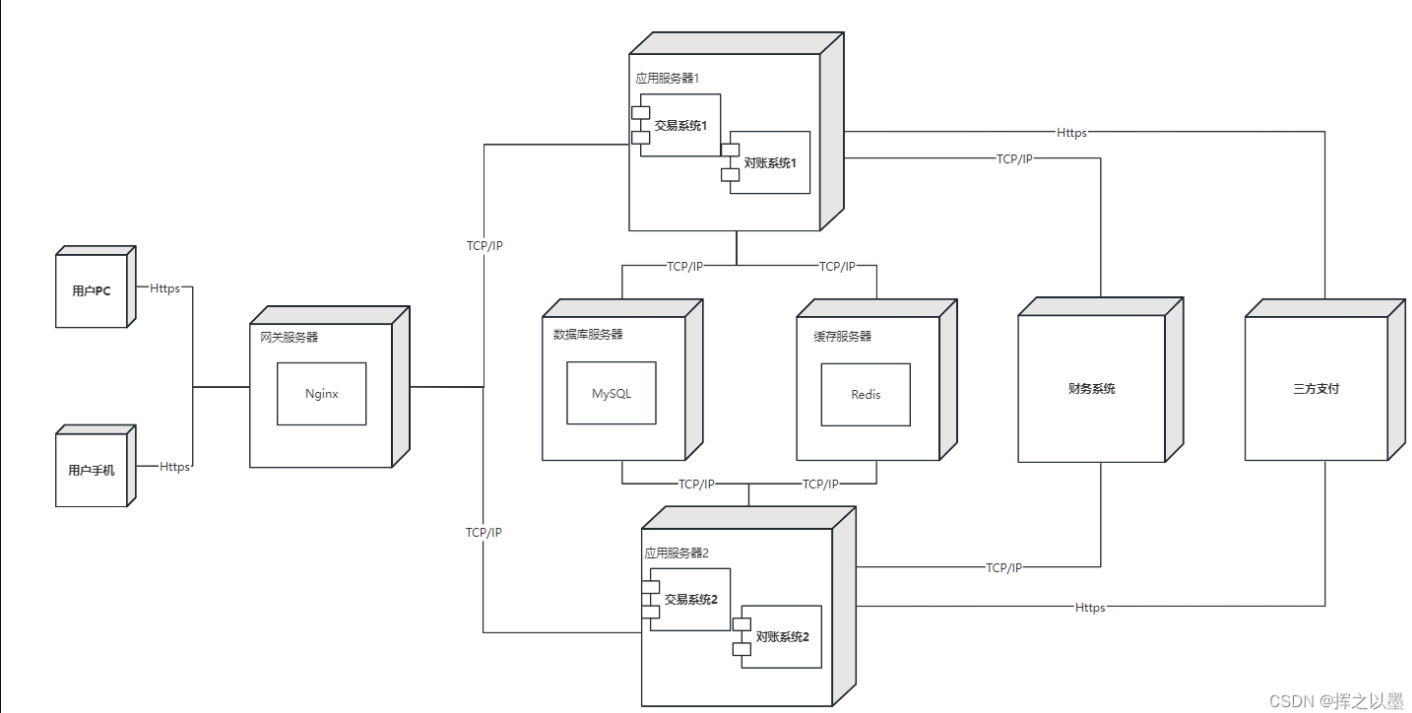 应用服务器1
交易系统1
对账系统1
Https
TCP/IP
TCP/IP
TCP/IP
TCP/IP
用户PC
Https
网关服务器
Nginx
数据库服务器
MySQL
缓存服务器
Redis
财务系统
三方支付
用户手机
Https
TCP/IP
TCP/IP
TCP/IP
应用服务器2
交易系统2
对账系统2
TCP/IP
Https
CSDN @挥之以墨